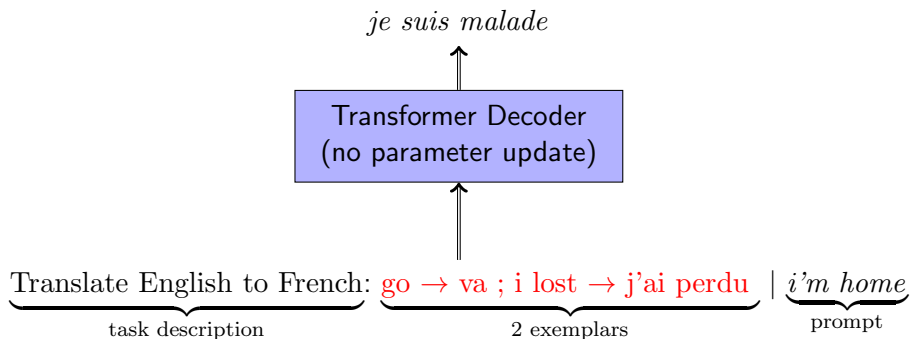 je suis malade
Transformer Decoder
(no parameter update)
Translate English to French: go → va ; i lost → j'ai perdu | i'm home
task description 2 exemplars prompt